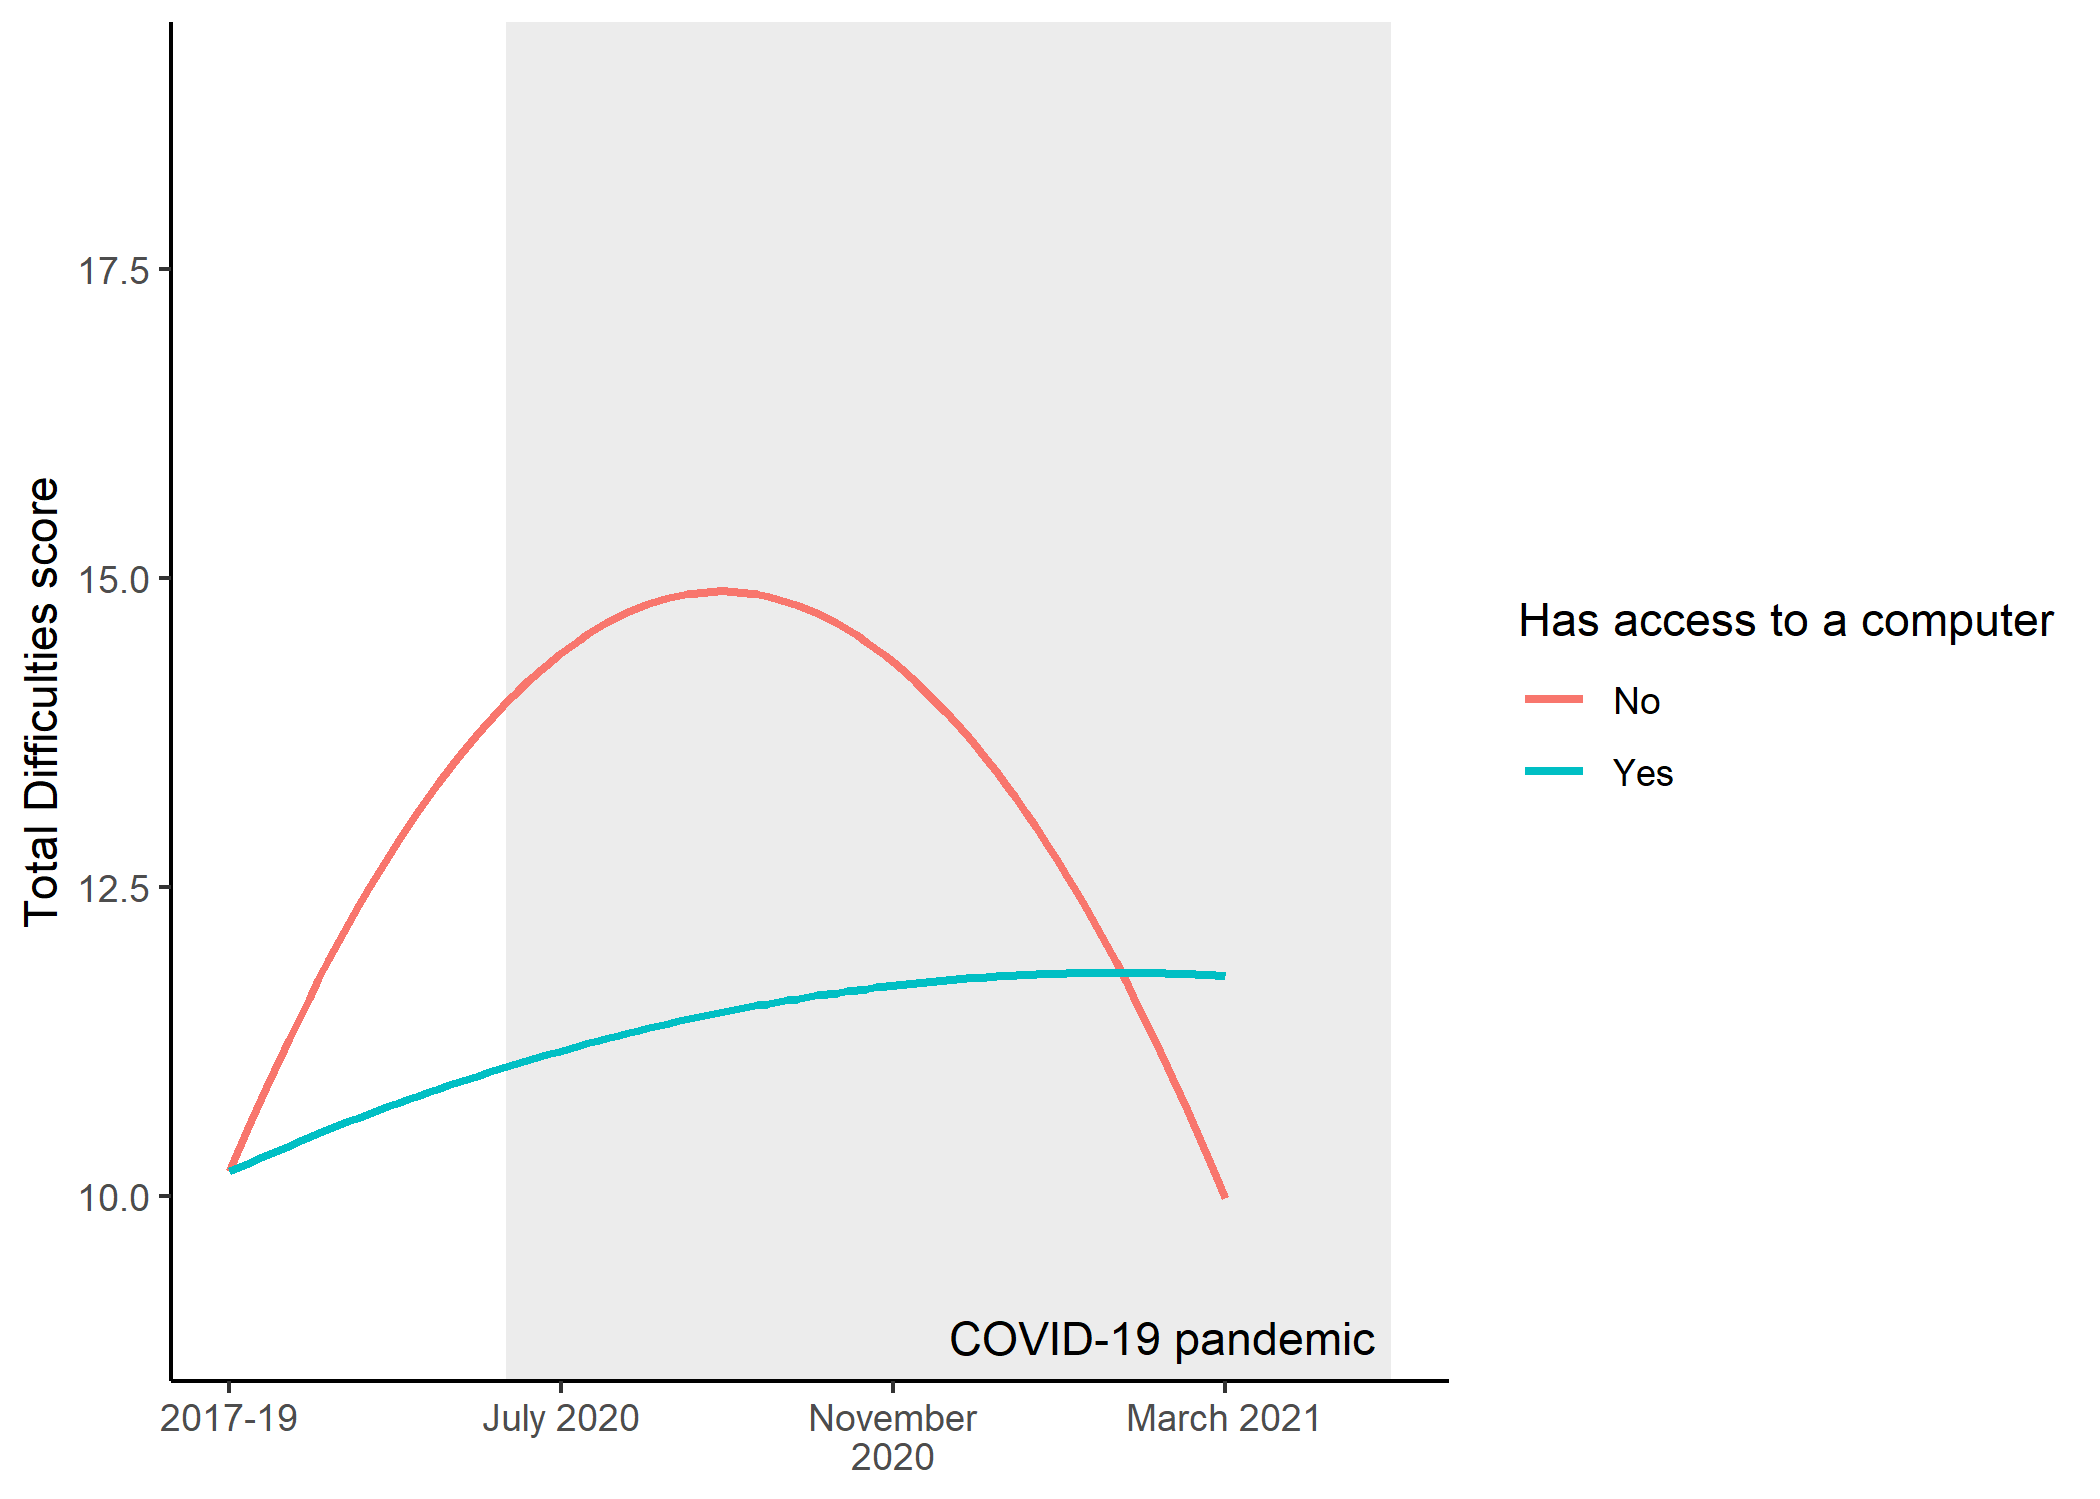 Total Difficulties score
17.5
15.0
12.5
10.0
COVID-19 pandemic
2017-19
July 2020
November
2020
March 2021
Has access to a computer
No
Yes